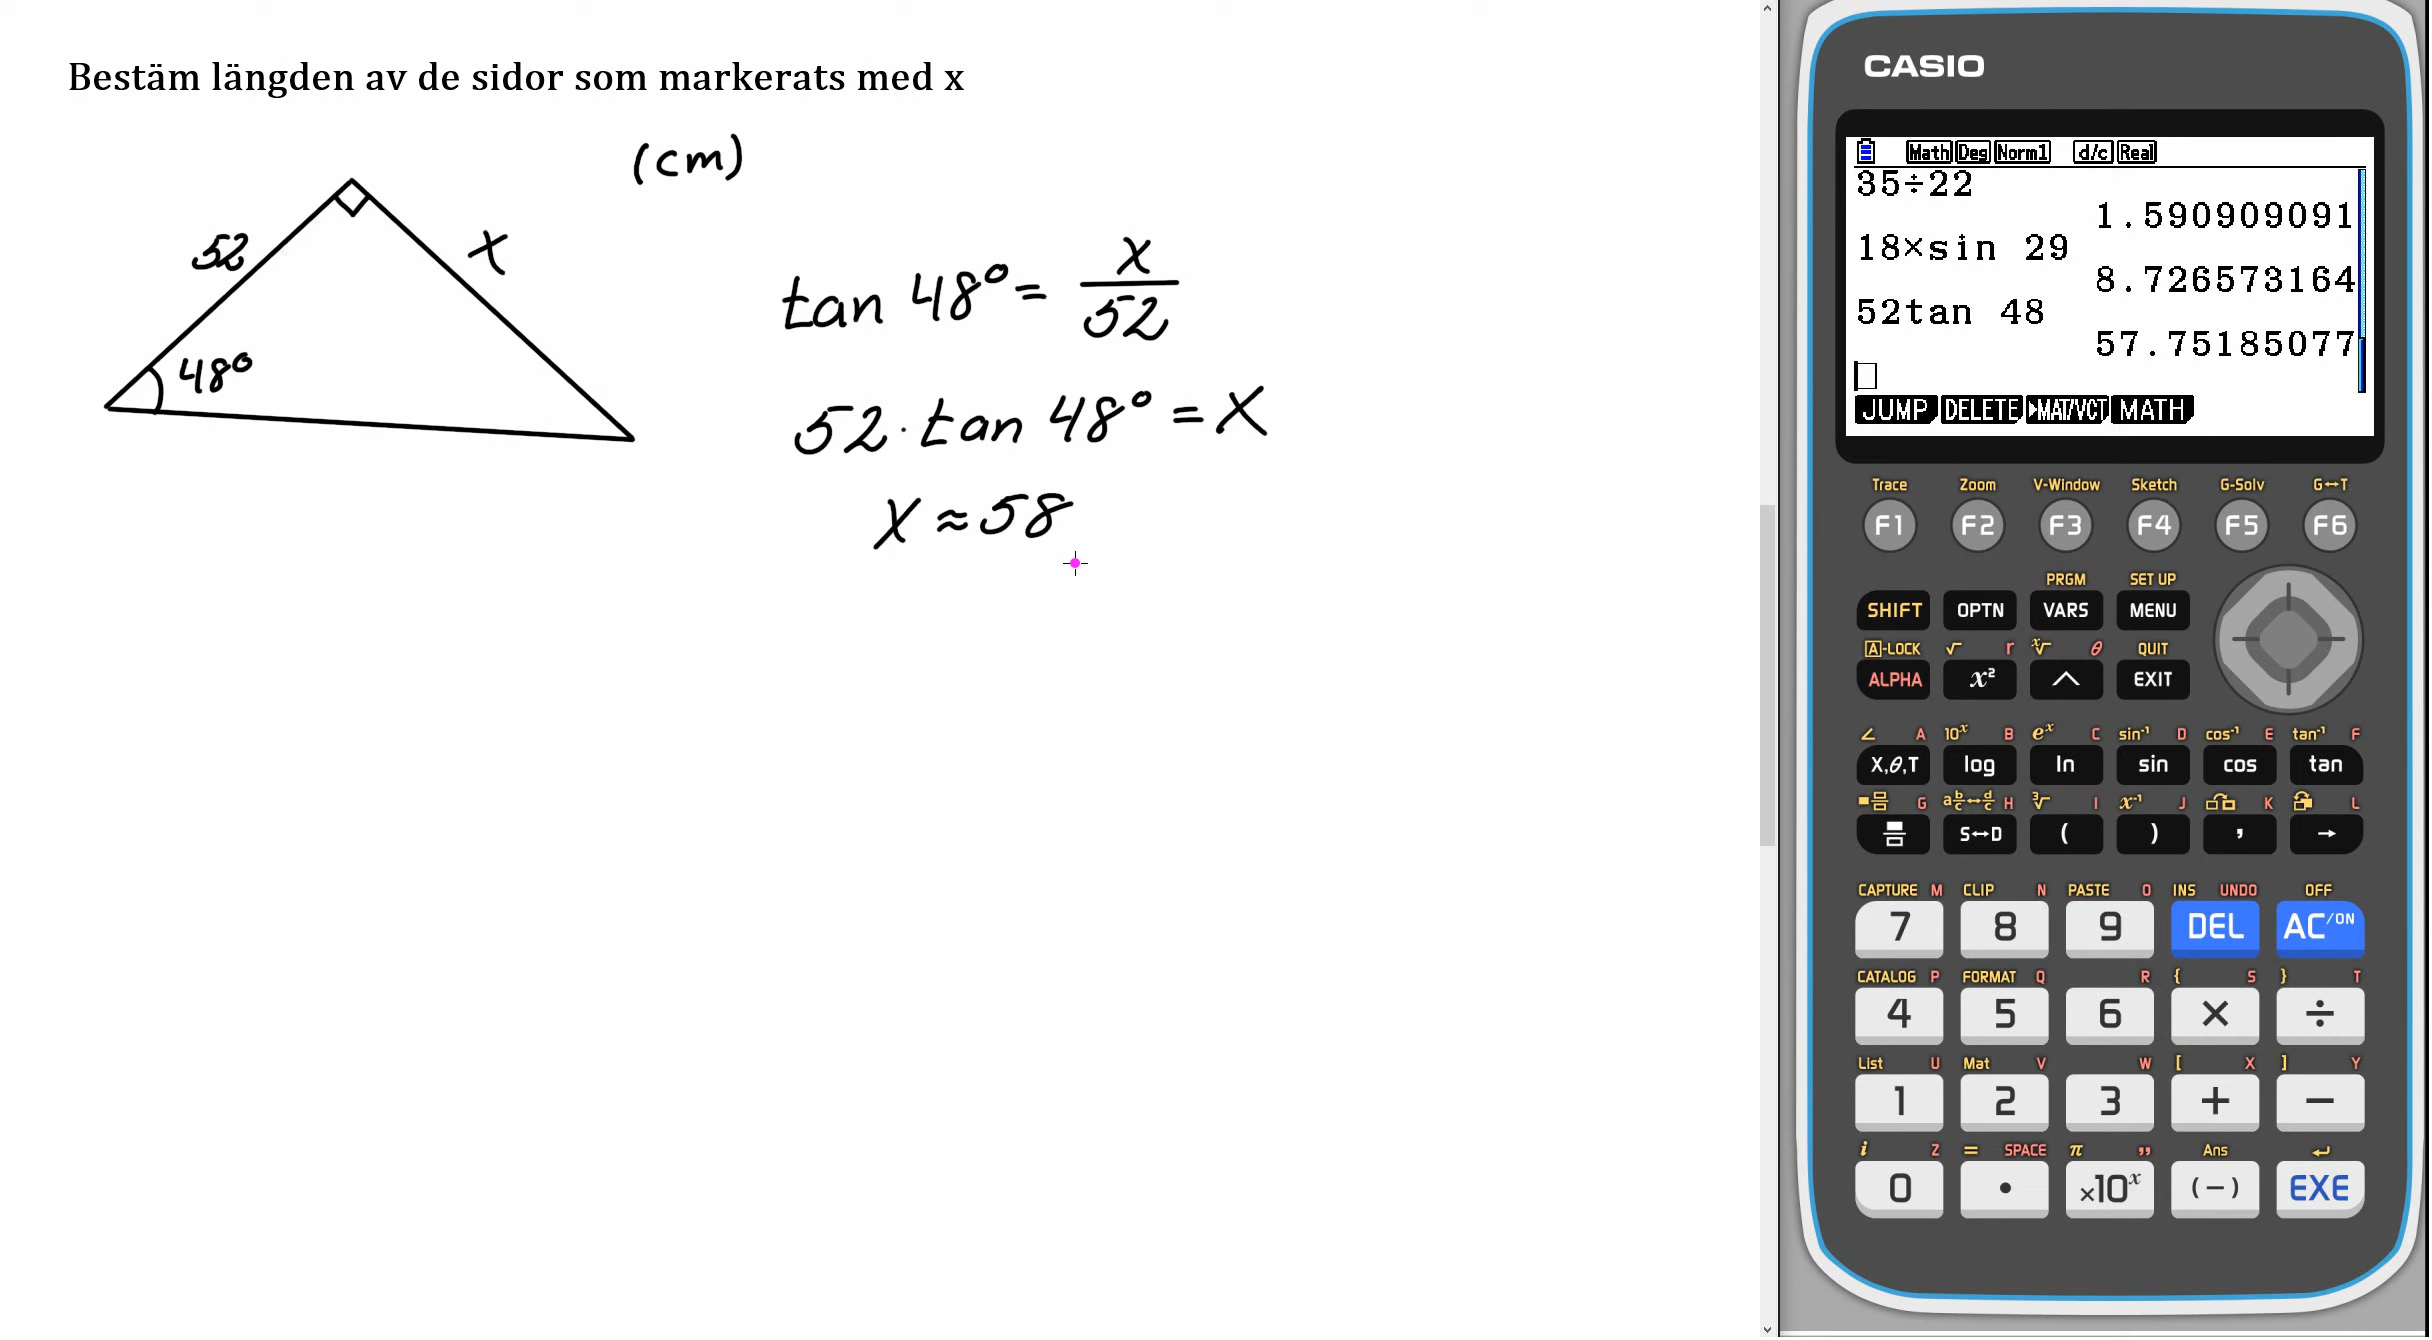 Bestäm längden av de sidor som markerats med x
(cm)
52
x
48°
tan 48° = x/52
52 · tan 48° = x
x ≈ 58
CASIO
Math Deg Norm1 d/c Real
35÷22
1.590909091
18×sin 29
8.726573164
52tan 48
57.75185077
JUMP DELETE ▶MAT/VCT MATH
Trace Zoom V-Window Sketch G-Solv G↔T
F1 F2 F3 F4 F5 F6
PRGM SET UP
SHIFT OPTN VARS MENU
A-LOCK √ r ˣ√ θ QUIT
ALPHA x² ^ EXIT
∠ A 10ˣ B eˣ C sin⁻¹ D cos⁻¹ E tan⁻¹ F
X,θ,T log ln sin cos tan
G a b/c↔d/c H ³√ I x⁻¹ J K L
S↔D ( ) , →
CAPTURE M CLIP N PASTE O INS UNDO OFF
7 8 9 DEL AC/ON
CATALOG P FORMAT Q R { S } T
4 5 6 × ÷
List U Mat V W [ X ] Y
1 2 3 + −
i Z = SPACE π " Ans ↵
0 . ×10ˣ (−) EXE